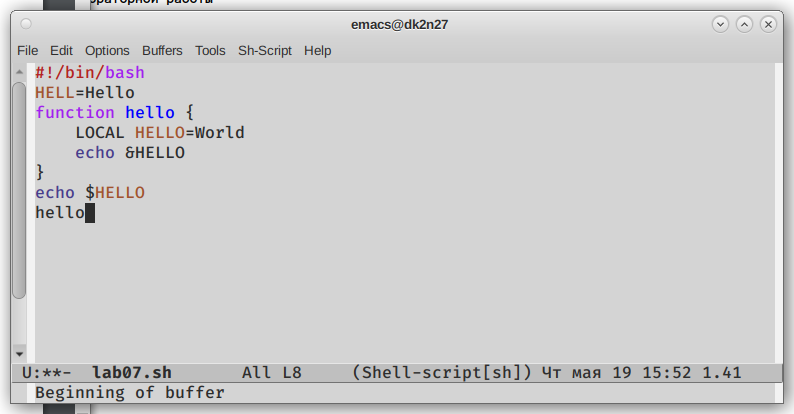 раторной работы
emacs@dk2n27
File Edit Options Buffers Tools Sh-Script Help
#!/bin/bash
HELL=Hello
function hello {
    LOCAL HELLO=World
    echo &HELLO
}
echo $HELLO
hello
U:**-  lab07.sh       All L8     (Shell-script[sh]) Чт мая 19 15:52 1.41
Beginning of buffer